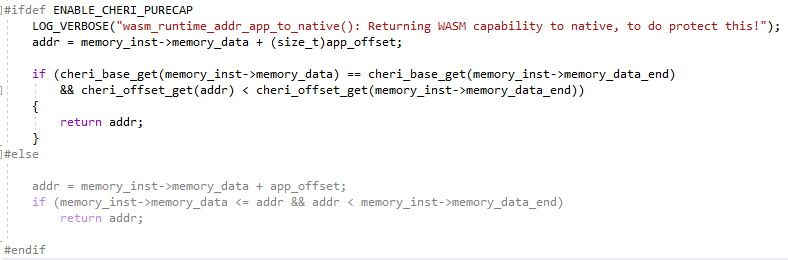 #ifdef ENABLE_CHERI_PURECAP
LOG_VERBOSE("wasm_runtime_addr_app_to_native(): Returning WASM capability to native, to do protect this!");
addr = memory_inst->memory_data + (size_t)app_offset;
if (cheri_base_get(memory_inst->memory_data) == cheri_base_get(memory_inst->memory_data_end)
&& cheri_offset_get(addr) < cheri_offset_get(memory_inst->memory_data_end))
{
return addr;
}
#else
addr = memory_inst->memory_data + app_offset;
if (memory_inst->memory_data <= addr && addr < memory_inst->memory_data_end)
return addr;
#endif